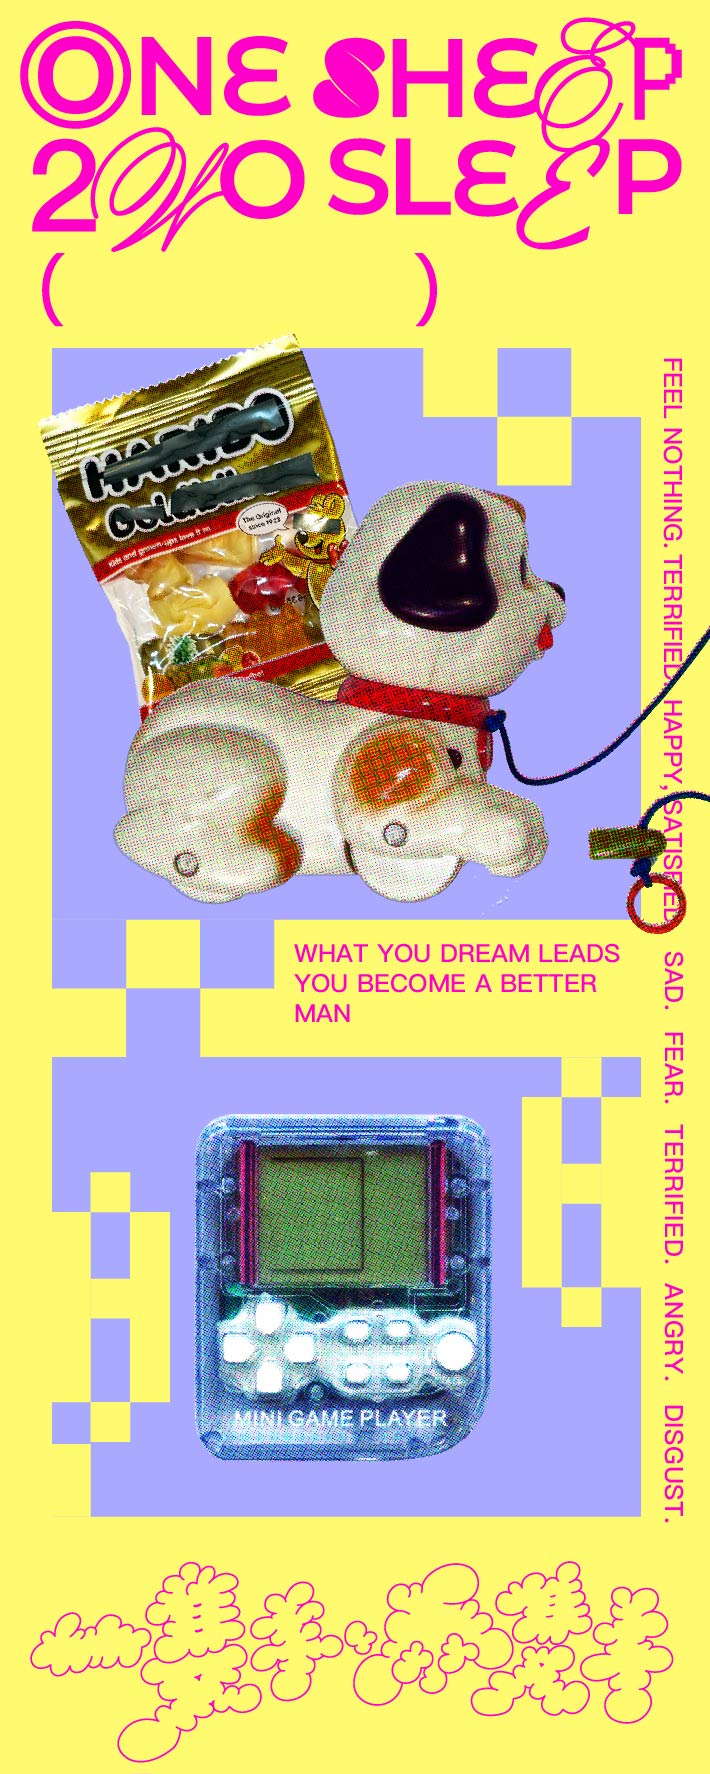 ONE SHEEP
2WO SLEEP
(                    )
HARIBO
The Original
since 1922
Kids and grown-ups love it so
FEEL NOTHING. TERRIFIED. HAPPY, SATISFIED SAD. FEAR. TERRIFIED. ANGRY. DISGUST.
WHAT YOU DREAM LEADS
YOU BECOME A BETTER
MAN
MINI GAME PLAYER